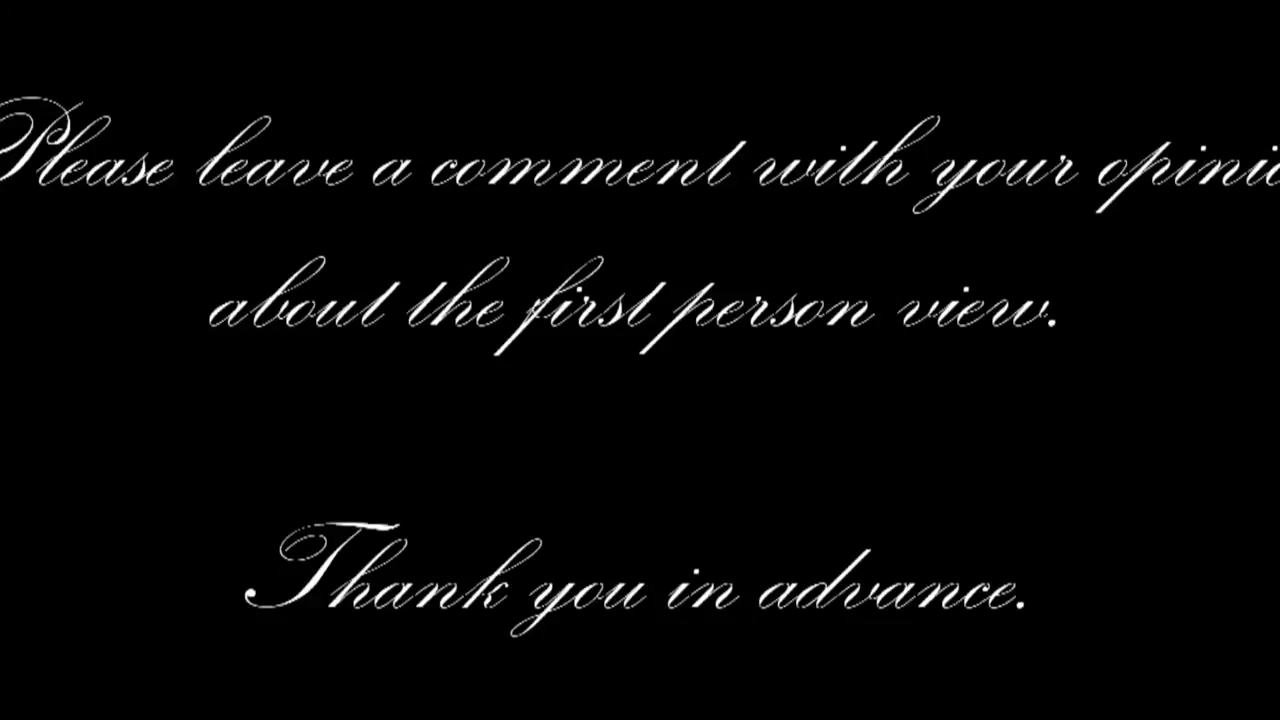 Please leave a comment with your opini
about the first person view.
Thank you in advance.